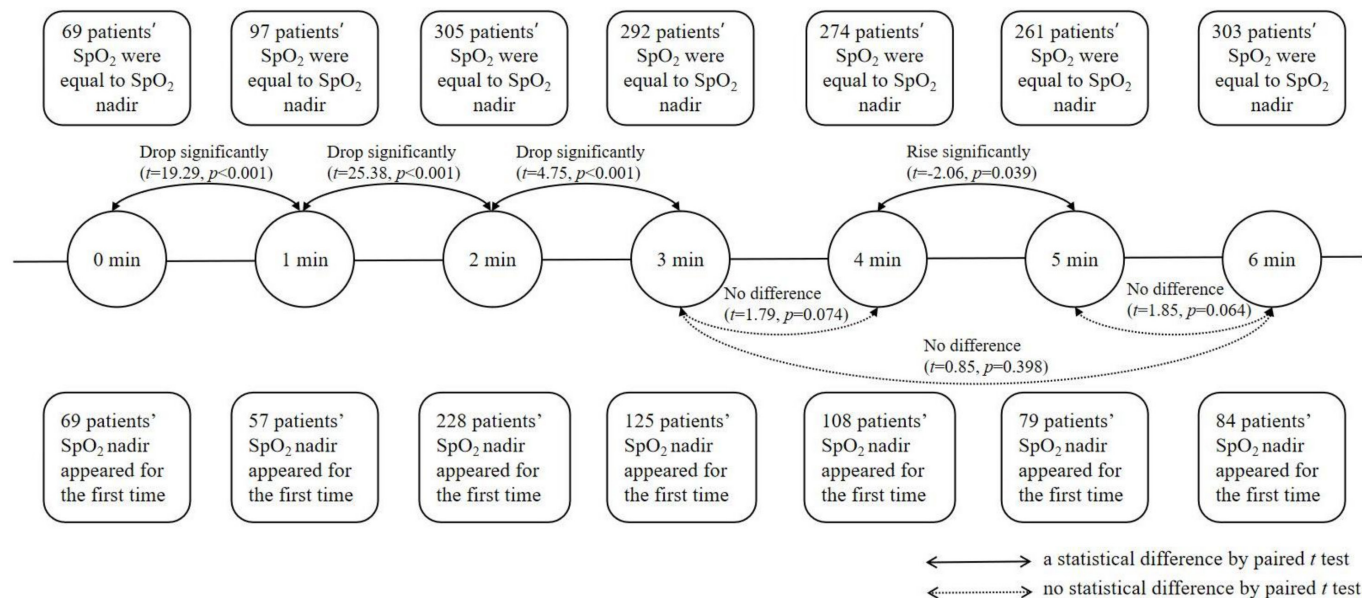 69 patients′
SpO₂ were
equal to SpO₂
nadir
97 patients′
SpO₂ were
equal to SpO₂
nadir
305 patients′
SpO₂ were
equal to SpO₂
nadir
292 patients′
SpO₂ were
equal to SpO₂
nadir
274 patients′
SpO₂ were
equal to SpO₂
nadir
261 patients′
SpO₂ were
equal to SpO₂
nadir
303 patients′
SpO₂ were
equal to SpO₂
nadir
Drop significantly
(t=19.29, p<0.001)
Drop significantly
(t=25.38, p<0.001)
Drop significantly
(t=4.75, p<0.001)
Rise significantly
(t=-2.06, p=0.039)
0 min
1 min
2 min
3 min
4 min
5 min
6 min
No difference
(t=1.79, p=0.074)
No difference
(t=1.85, p=0.064)
No difference
(t=0.85, p=0.398)
69 patients’
SpO₂ nadir
appeared for
the first time
57 patients’
SpO₂ nadir
appeared for
the first time
228 patients’
SpO₂ nadir
appeared for
the first time
125 patients’
SpO₂ nadir
appeared for
the first time
108 patients’
SpO₂ nadir
appeared for
the first time
79 patients’
SpO₂ nadir
appeared for
the first time
84 patients’
SpO₂ nadir
appeared for
the first time
a statistical difference by paired t test
no statistical difference by paired t test